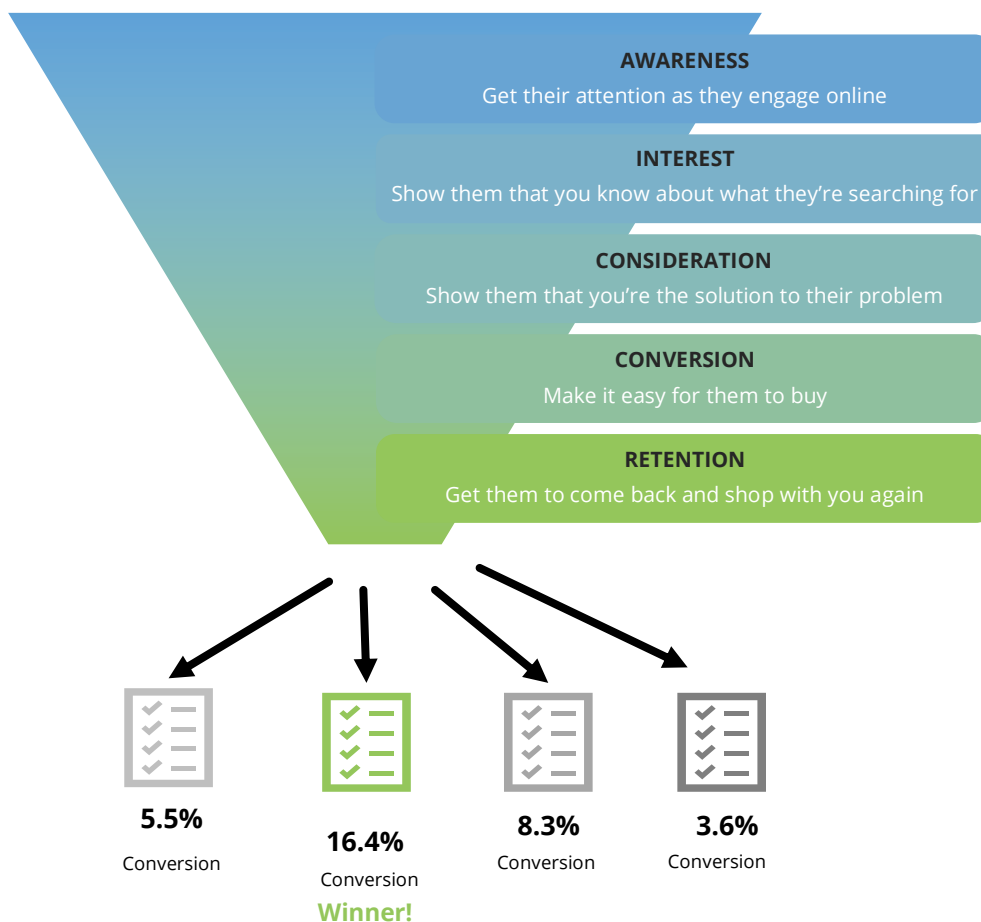 AWARENESS
Get their attention as they engage online
INTEREST
Show them that you know about what they’re searching for
CONSIDERATION
Show them that you’re the solution to their problem
CONVERSION
Make it easy for them to buy
RETENTION
Get them to come back and shop with you again
5.5%
Conversion
16.4%
Conversion
Winner!
8.3%
Conversion
3.6%
Conversion